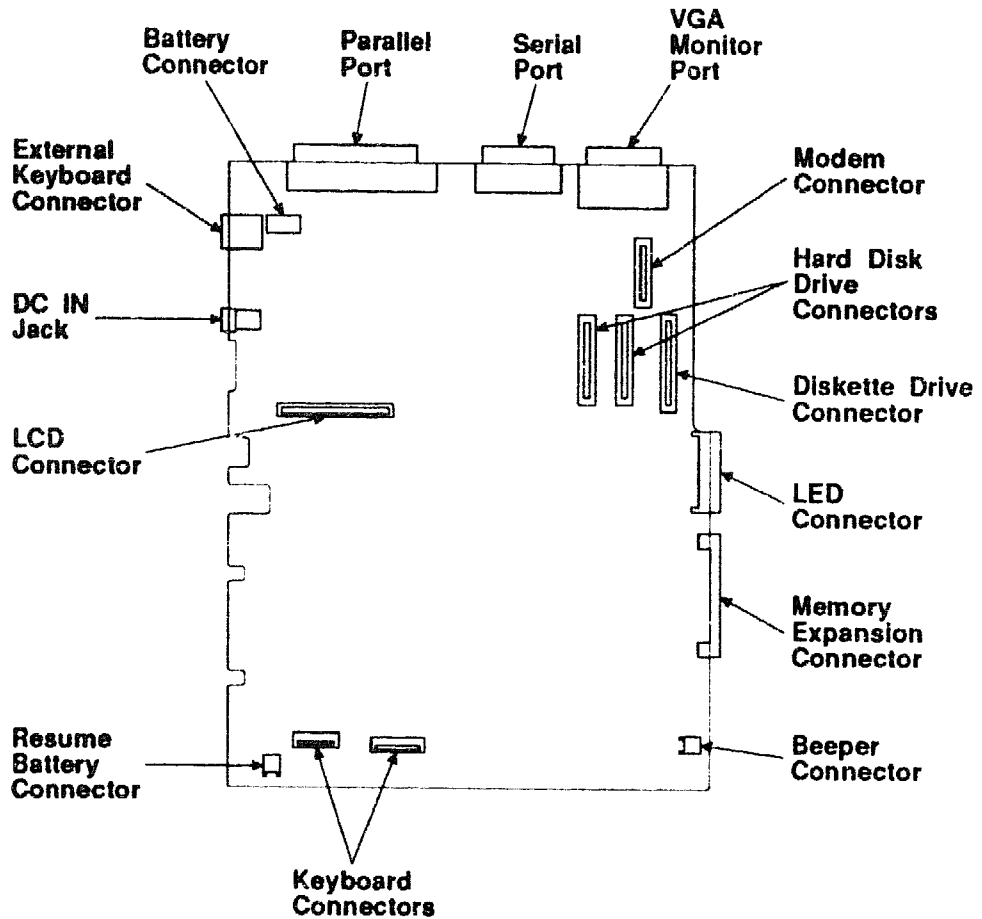 Battery
Connector
Parallel
Port
Serial
Port
VGA
Monitor
Port
External
Keyboard
Connector
Modem
Connector
Hard Disk
Drive
Connectors
DC IN
Jack
Diskette Drive
Connector
LCD
Connector
LED
Connector
Memory
Expansion
Connector
Resume
Battery
Connector
Beeper
Connector
Keyboard
Connectors